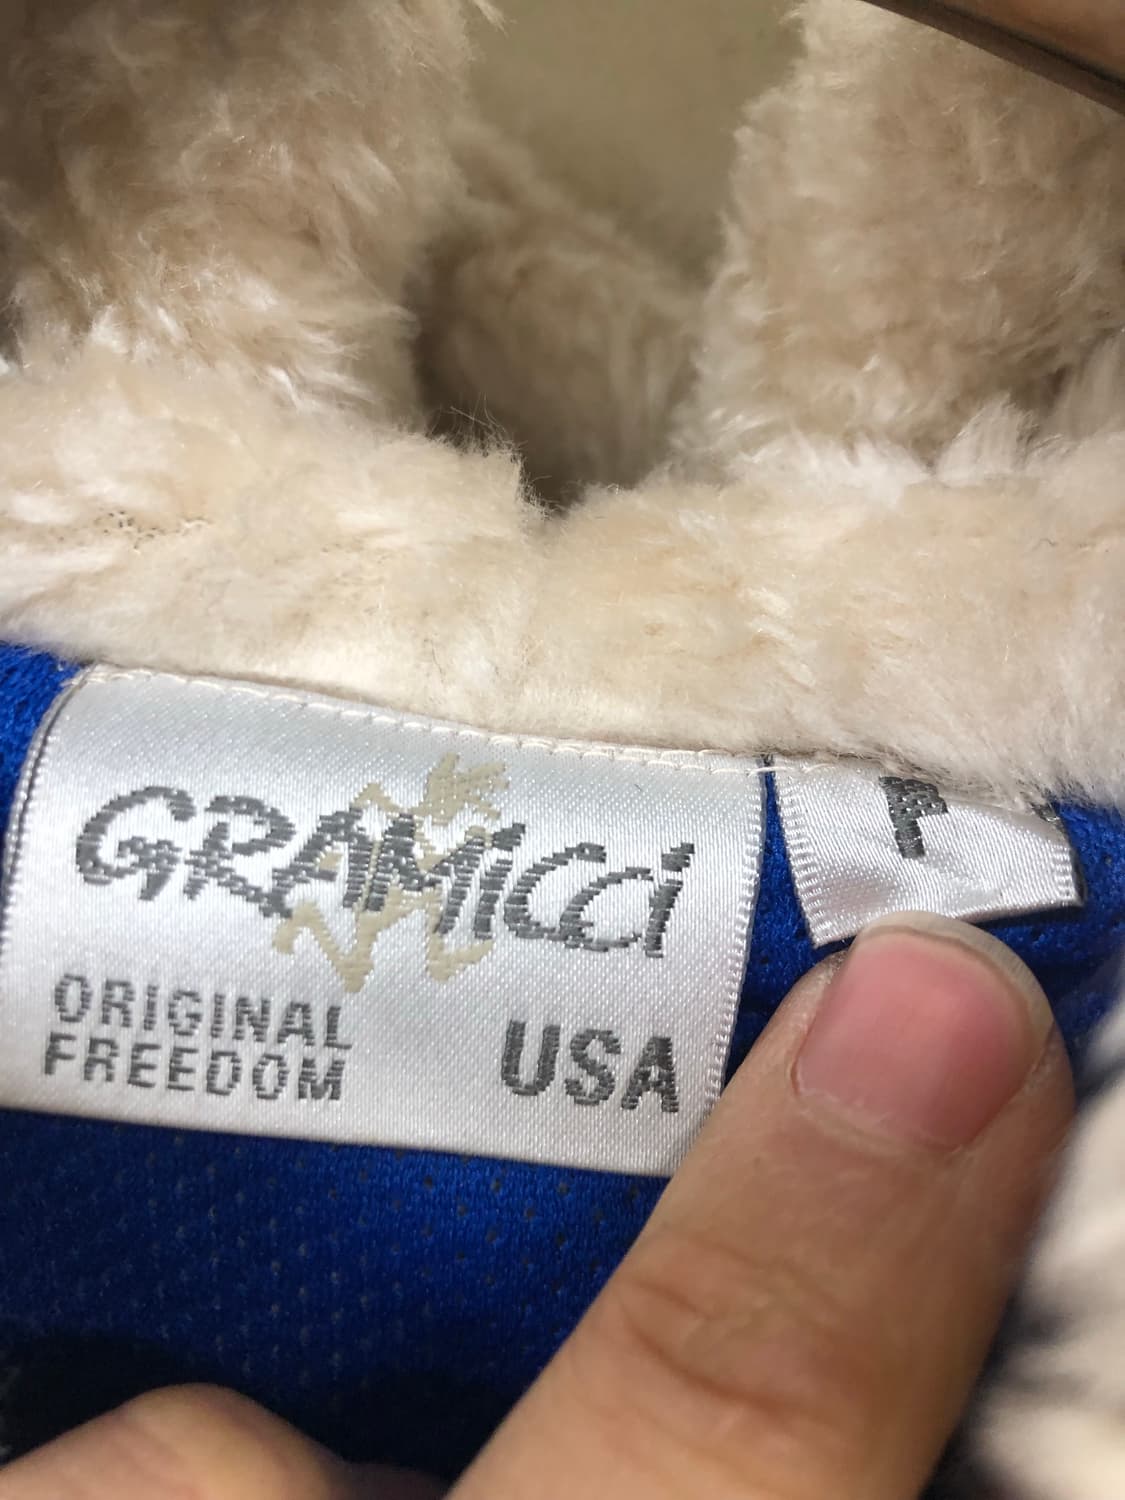 GRAMiCCi
ORIGINAL
FREEDOM
USA
P